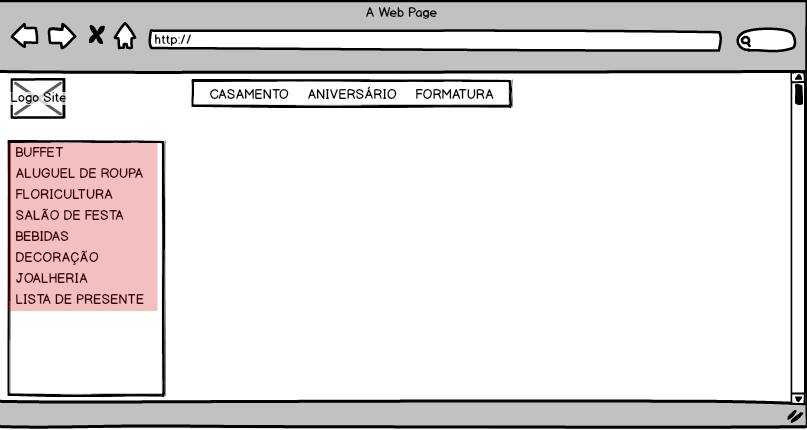 A Web Page
http://
Logo Site
CASAMENTO ANIVERSÁRIO FORMATURA
BUFFET
ALUGUEL DE ROUPA
FLORICULTURA
SALÃO DE FESTA
BEBIDAS
DECORAÇÃO
JOALHERIA
LISTA DE PRESENTE